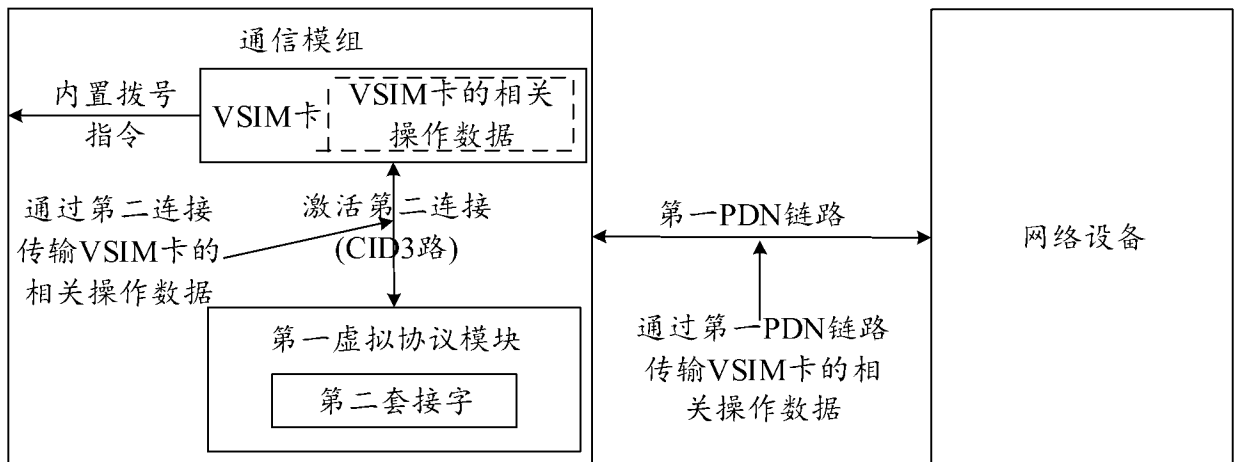 通信模组
内置拨号
指令
VSIM卡
VSIM卡的相关
操作数据
通过第二连接
传输VSIM卡的
相关操作数据
激活第二连接
(CID3路)
第一虚拟协议模块
第二套接字
第一PDN链路
通过第一PDN链路
传输VSIM卡的相
关操作数据
网络设备